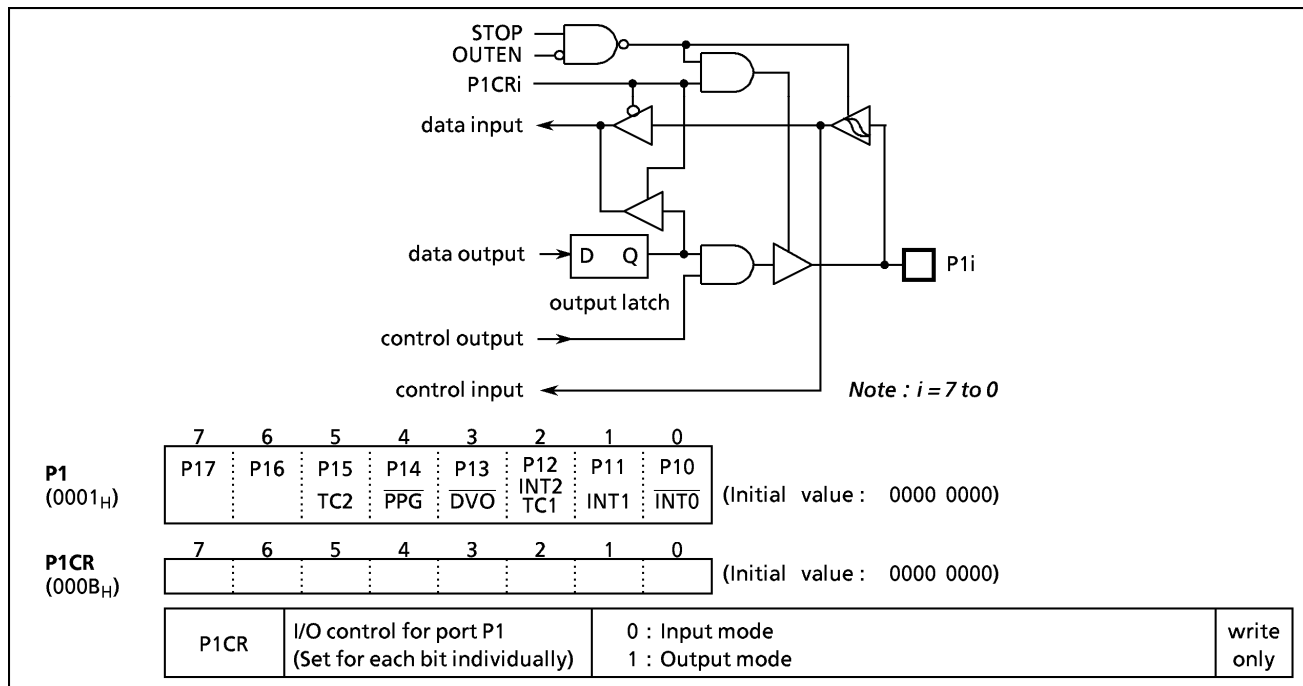 STOP
OUTEN
P1CRi
data input
data output
D Q
P1i
output latch
control output
control input
Note : i = 7 to 0
7 6 5 4 3 2 1 0
P1
(0001H)
P17 P16 P15 P14 P13 P12 P11 P10
TC2 PPG DVO INT2 TC1 INT1 INT0
(Initial value : 0000 0000)
7 6 5 4 3 2 1 0
P1CR
(000BH)
(Initial value : 0000 0000)
P1CR
I/O control for port P1
(Set for each bit individually)
0 : Input mode
1 : Output mode
write
only